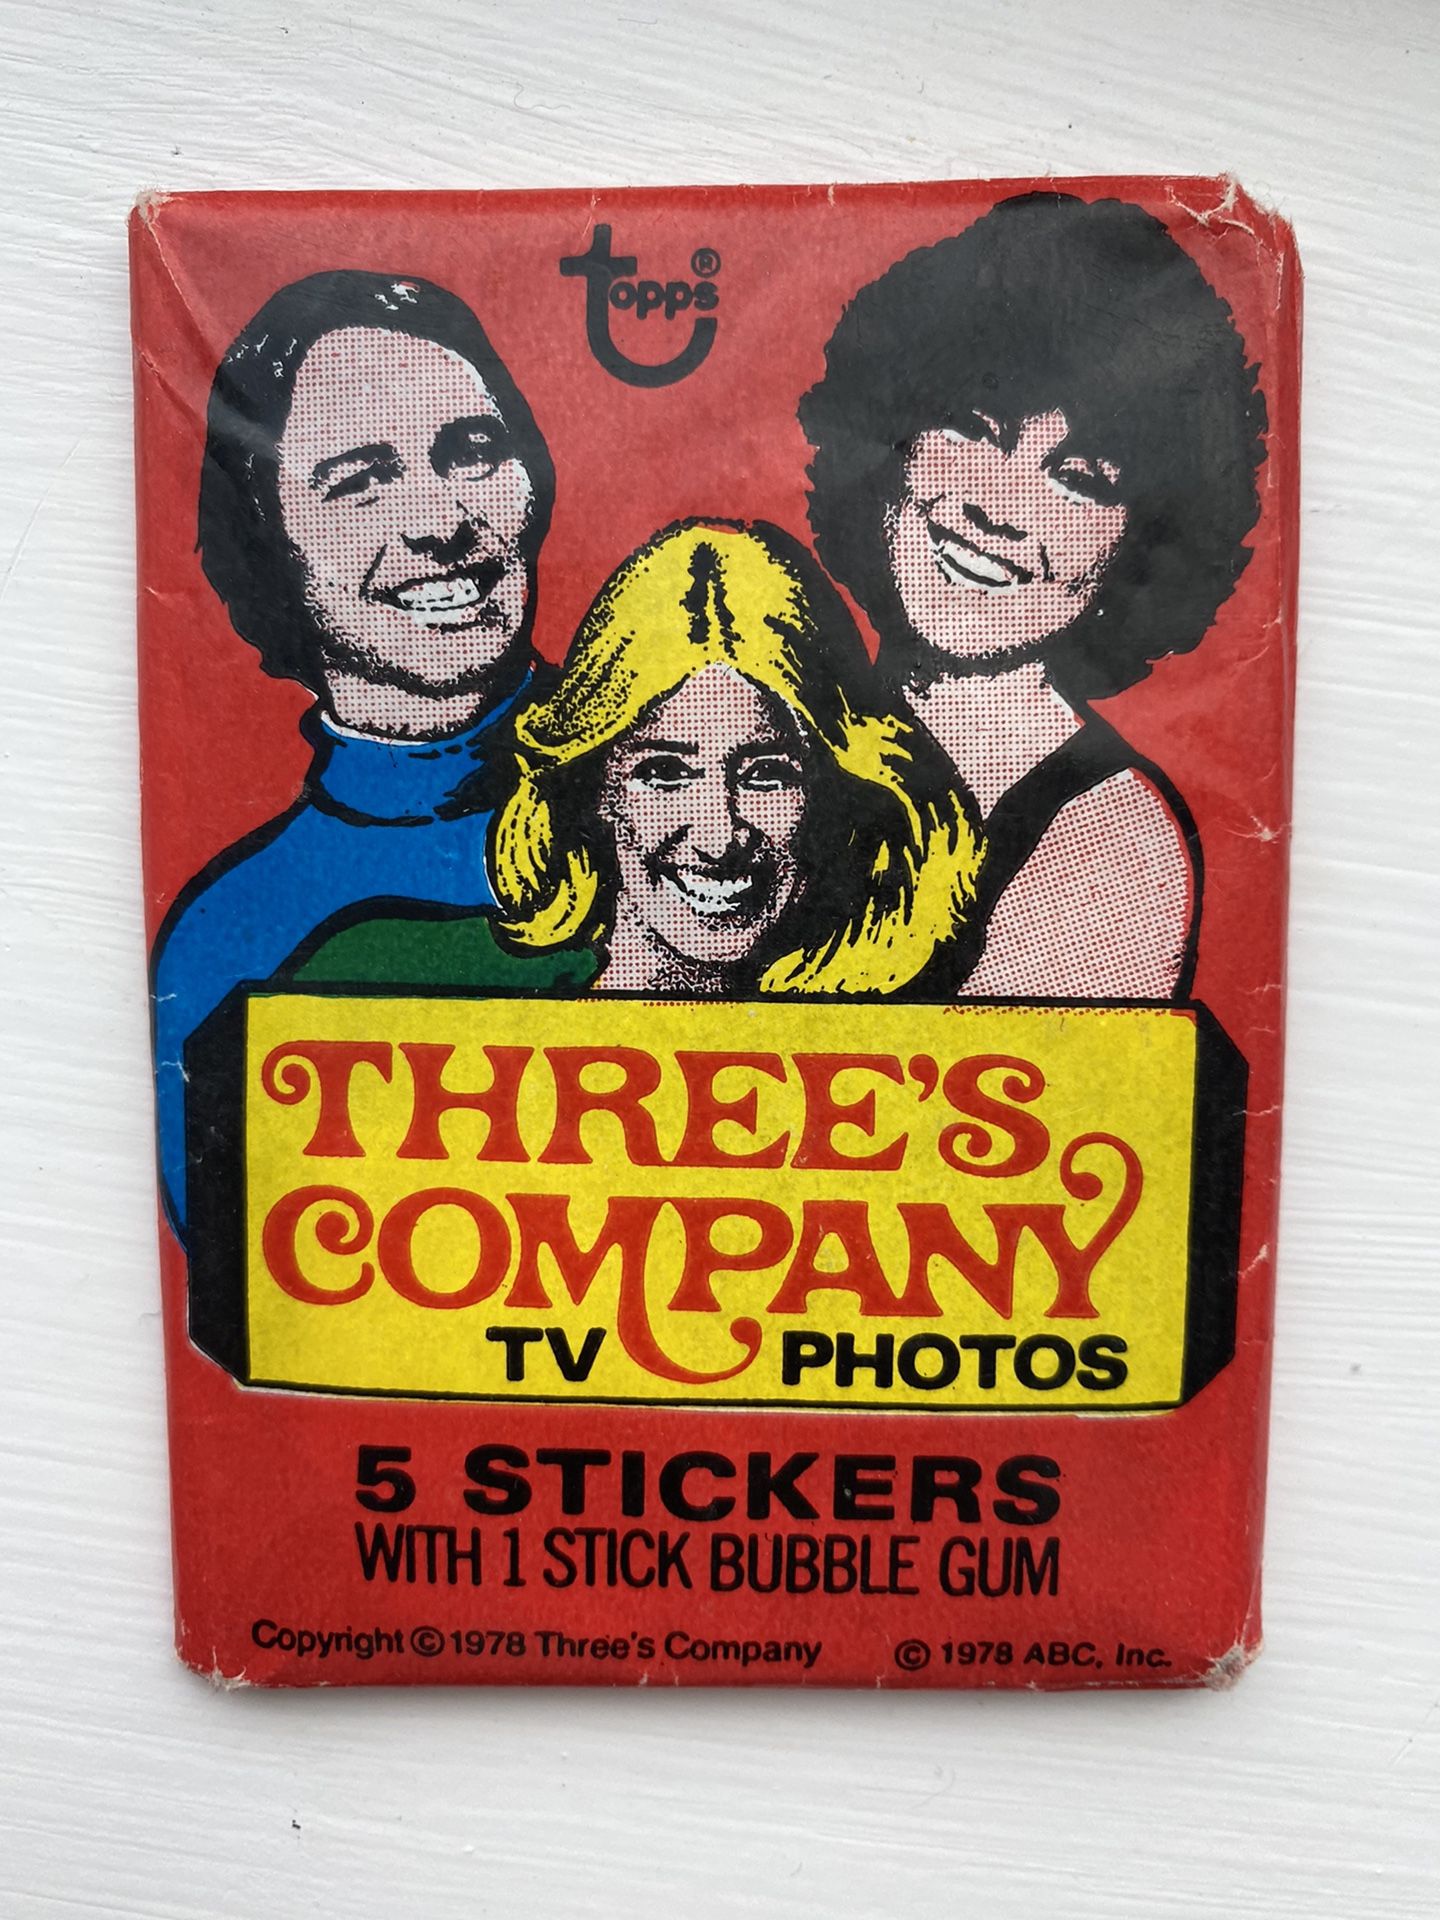 topps®
THREE'S
COMPANY
TV PHOTOS
5 STICKERS
WITH 1 STICK BUBBLE GUM
Copyright © 1978 Three's Company © 1978 ABC, Inc.